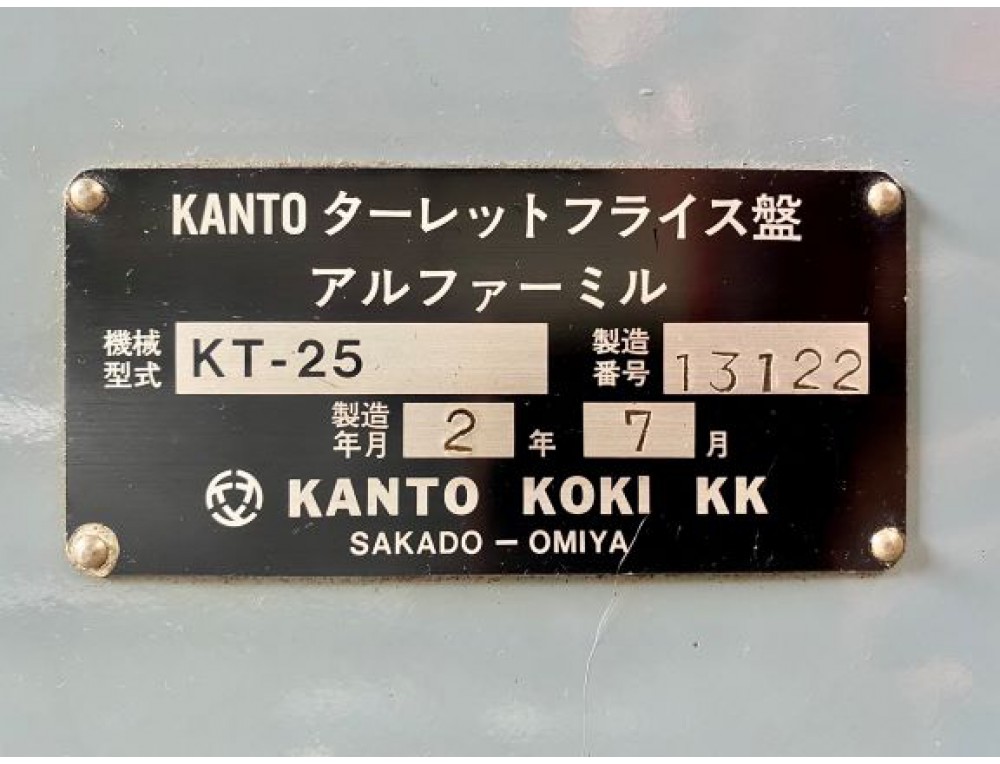 KANTO ターレットフライス盤
アルファーミル
機械型式 KT-25 製造番号 13122
製造年月 2 年 7 月
KANTO KOKI KK
SAKADO – OMIYA